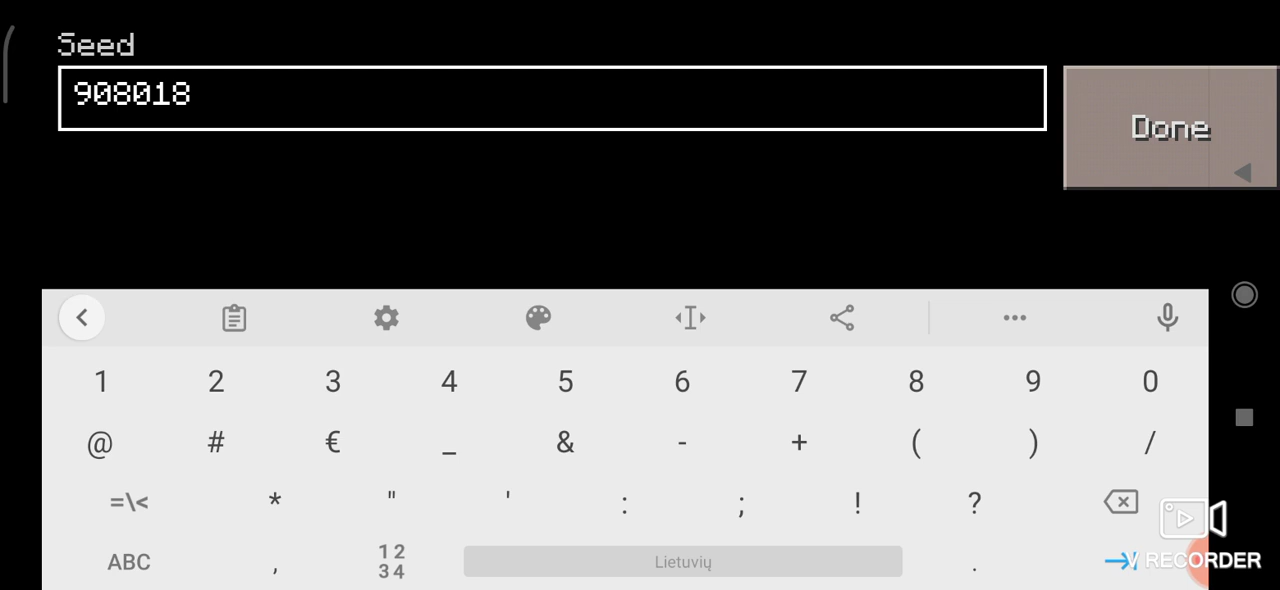 Seed
908018
Done
1 2 3 4 5 6 7 8 9 0
@ # € _ & - + ( ) /
=\< * " ' : ; ! ?
ABC , 12 34 Lietuvių .
V RECORDER